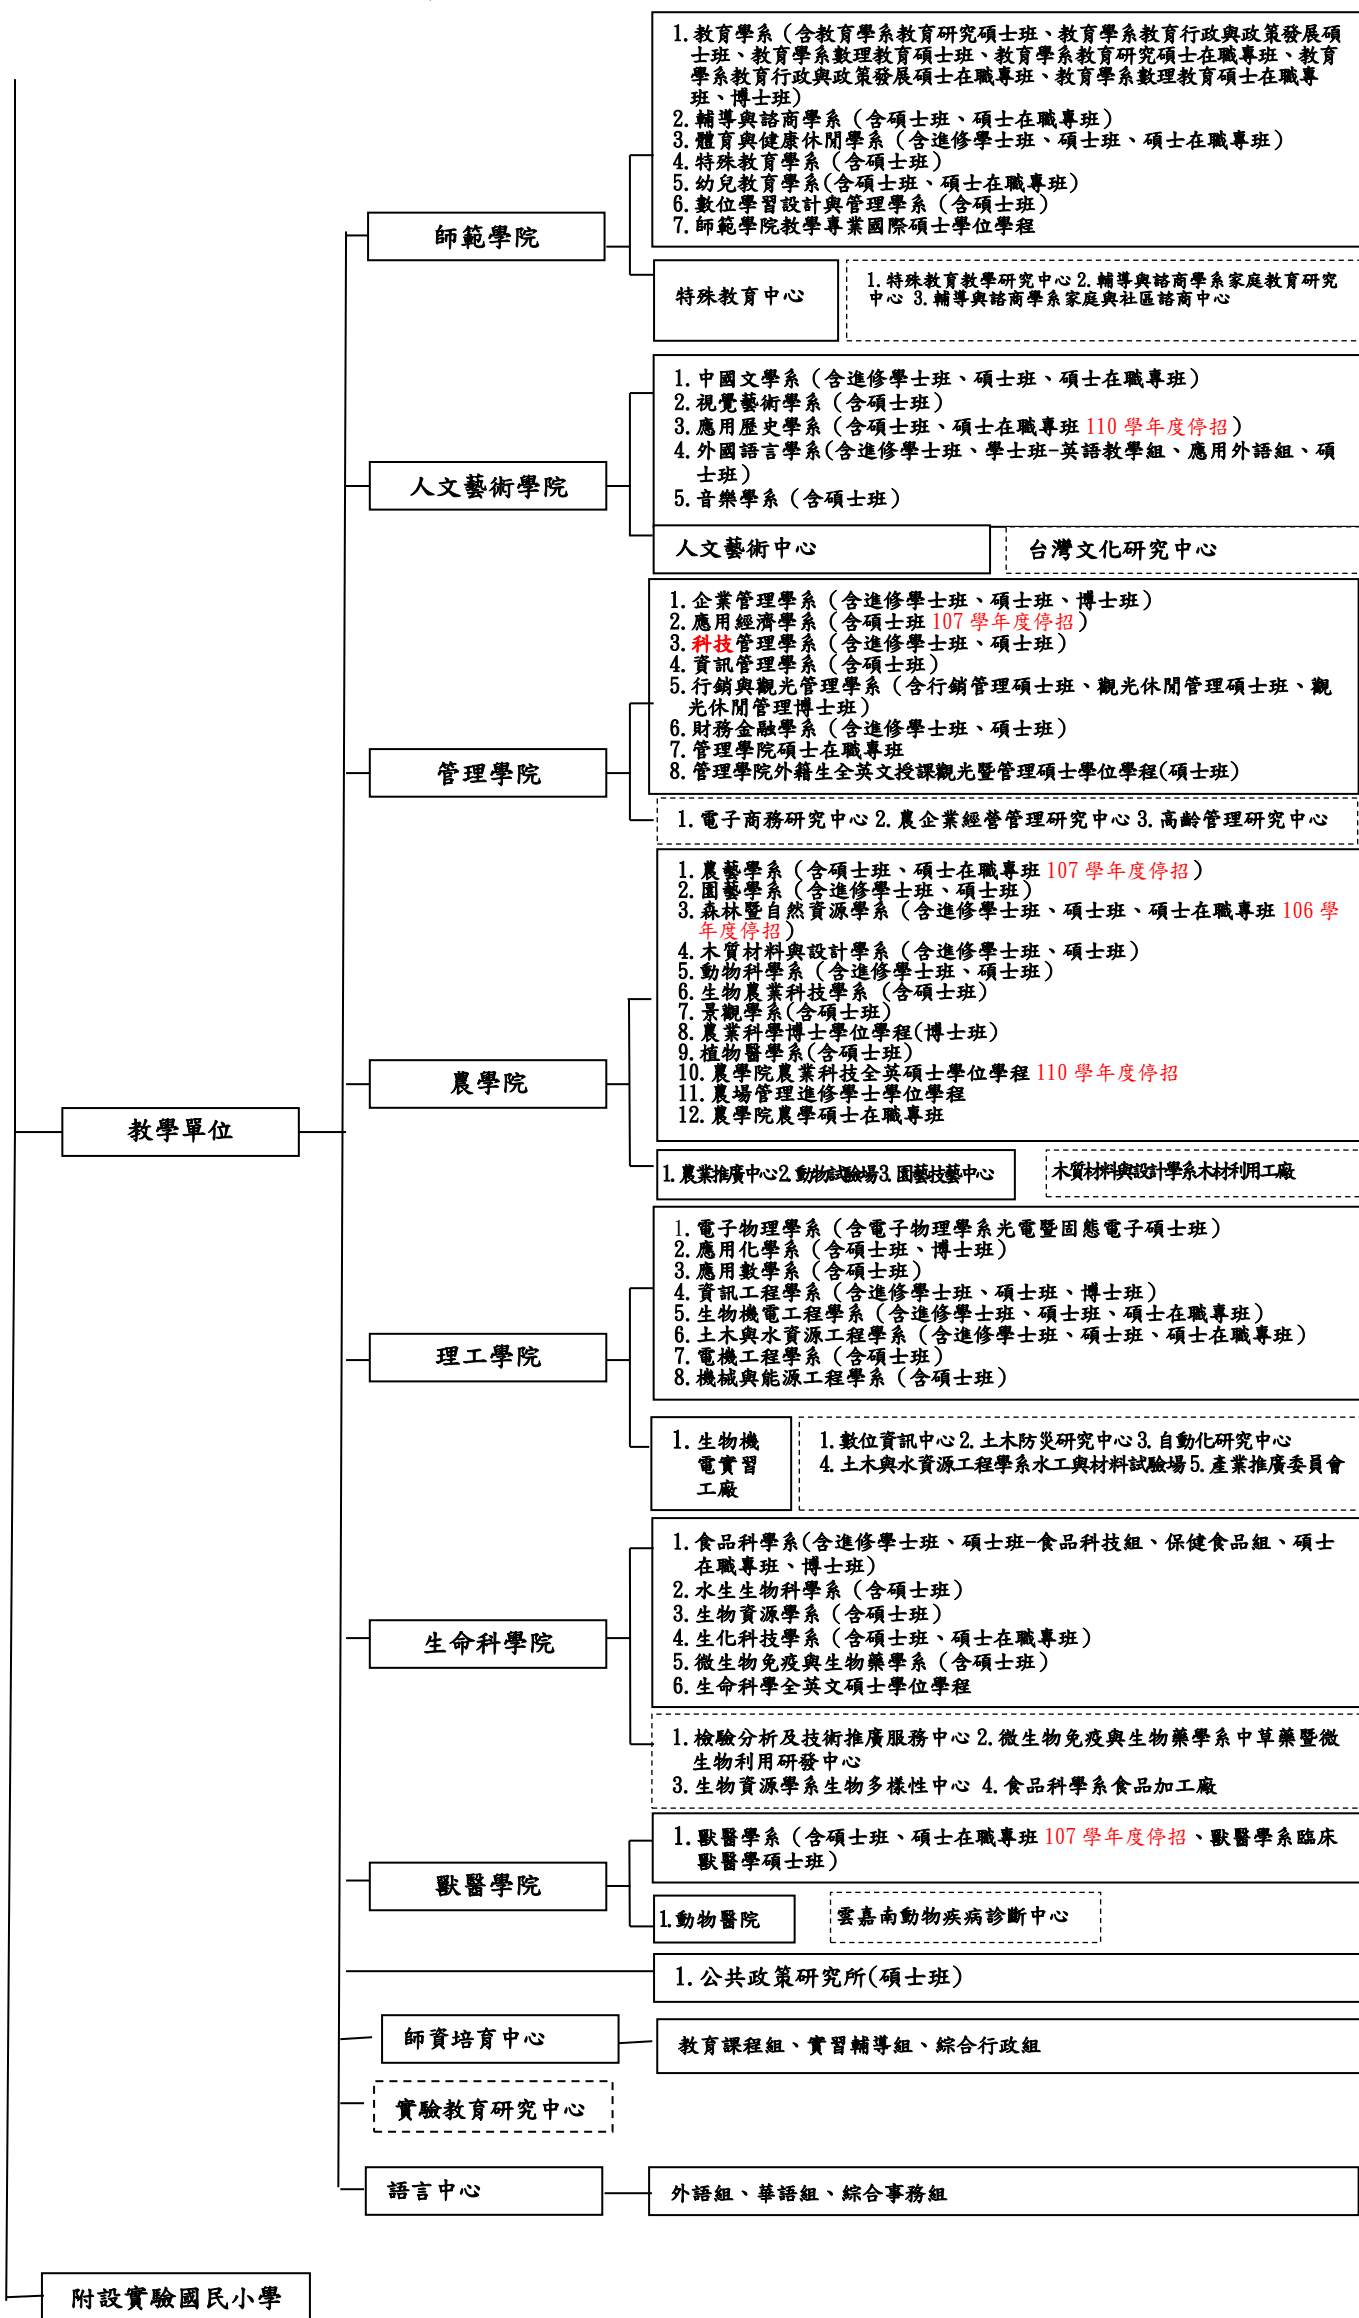 1.教育學系（含教育學系教育研究碩士班、教育學系教育行政與政策發展碩
士班、教育學系數理教育碩士班、教育學系教育研究碩士在職專班、教育
學系教育行政與政策發展碩士在職專班、教育學系數理教育碩士在職專
班、博士班）
2.輔導與諮商學系（含碩士班、碩士在職專班）
3.體育與健康休閒學系（含進修學士班、碩士班、碩士在職專班）
4.特殊教育學系（含碩士班）
5.幼兒教育學系(含碩士班、碩士在職專班)
6.數位學習設計與管理學系（含碩士班）
7.師範學院教學專業國際碩士學位學程
師範學院
特殊教育中心
1.特殊教育教學研究中心 2.輔導與諮商學系家庭教育研究
中心 3.輔導與諮商學系家庭與社區諮商中心
1.中國文學系（含進修學士班、碩士班、碩士在職專班）
2.視覺藝術學系（含碩士班）
3.應用歷史學系（含碩士班、碩士在職專班 110 學年度停招）
4.外國語言學系(含進修學士班、學士班-英語教學組、應用外語組、碩
士班）
5.音樂學系（含碩士班）
人文藝術學院
人文藝術中心
台灣文化研究中心
1.企業管理學系（含進修學士班、碩士班、博士班）
2.應用經濟學系（含碩士班 107 學年度停招）
3.科技管理學系（含進修學士班、碩士班）
4.資訊管理學系（含碩士班）
5.行銷與觀光管理學系（含行銷管理碩士班、觀光休閒管理碩士班、觀
光休閒管理博士班）
6.財務金融學系（含進修學士班、碩士班）
7.管理學院碩士在職專班
8.管理學院外籍生全英文授課觀光暨管理碩士學位學程(碩士班)
管理學院
1.電子商務研究中心 2.農企業經營管理研究中心 3.高齡管理研究中心
1.農藝學系（含碩士班、碩士在職專班 107 學年度停招）
2.園藝學系（含進修學士班、碩士班）
3.森林暨自然資源學系（含進修學士班、碩士班、碩士在職專班 106 學
年度停招）
4.木質材料與設計學系（含進修學士班、碩士班）
5.動物科學系（含進修學士班、碩士班）
6.生物農業科技學系（含碩士班）
7.景觀學系(含碩士班)
8.農業科學博士學位學程(博士班)
9.植物醫學系(含碩士班)
10.農學院農業科技全英碩士學位學程 110 學年度停招
11.農場管理進修學士學位學程
12.農學院農學碩士在職專班
農學院
教學單位
1.農業推廣中心2.動物試驗場3.園藝技藝中心
木質材料與設計學系木材利用工廠
1.電子物理學系（含電子物理學系光電暨固態電子碩士班）
2.應用化學系（含碩士班、博士班）
3.應用數學系（含碩士班）
4.資訊工程學系（含進修學士班、碩士班、博士班）
5.生物機電工程學系（含進修學士班、碩士班、碩士在職專班）
6.土木與水資源工程學系（含進修學士班、碩士班、碩士在職專班）
7.電機工程學系（含碩士班）
8.機械與能源工程學系（含碩士班）
理工學院
1.生物機
電實習
工廠
1.數位資訊中心 2.土木防災研究中心 3.自動化研究中心
4.土木與水資源工程學系水工與材料試驗場 5.產業推廣委員會
1.食品科學系(含進修學士班、碩士班-食品科技組、保健食品組、碩士
在職專班、博士班）
2.水生生物科學系（含碩士班）
3.生物資源學系（含碩士班）
4.生化科技學系（含碩士班、碩士在職專班）
5.微生物免疫與生物藥學系（含碩士班）
6.生命科學全英文碩士學位學程
生命科學院
1.檢驗分析及技術推廣服務中心 2.微生物免疫與生物藥學系中草藥暨微
生物利用研發中心
3.生物資源學系生物多樣性中心 4.食品科學系食品加工廠
1.獸醫學系（含碩士班、碩士在職專班 107 學年度停招、獸醫學系臨床
獸醫學碩士班）
獸醫學院
1.動物醫院
雲嘉南動物疾病診斷中心
1.公共政策研究所(碩士班)
師資培育中心
教育課程組、實習輔導組、綜合行政組
實驗教育研究中心
語言中心
外語組、華語組、綜合事務組
附設實驗國民小學